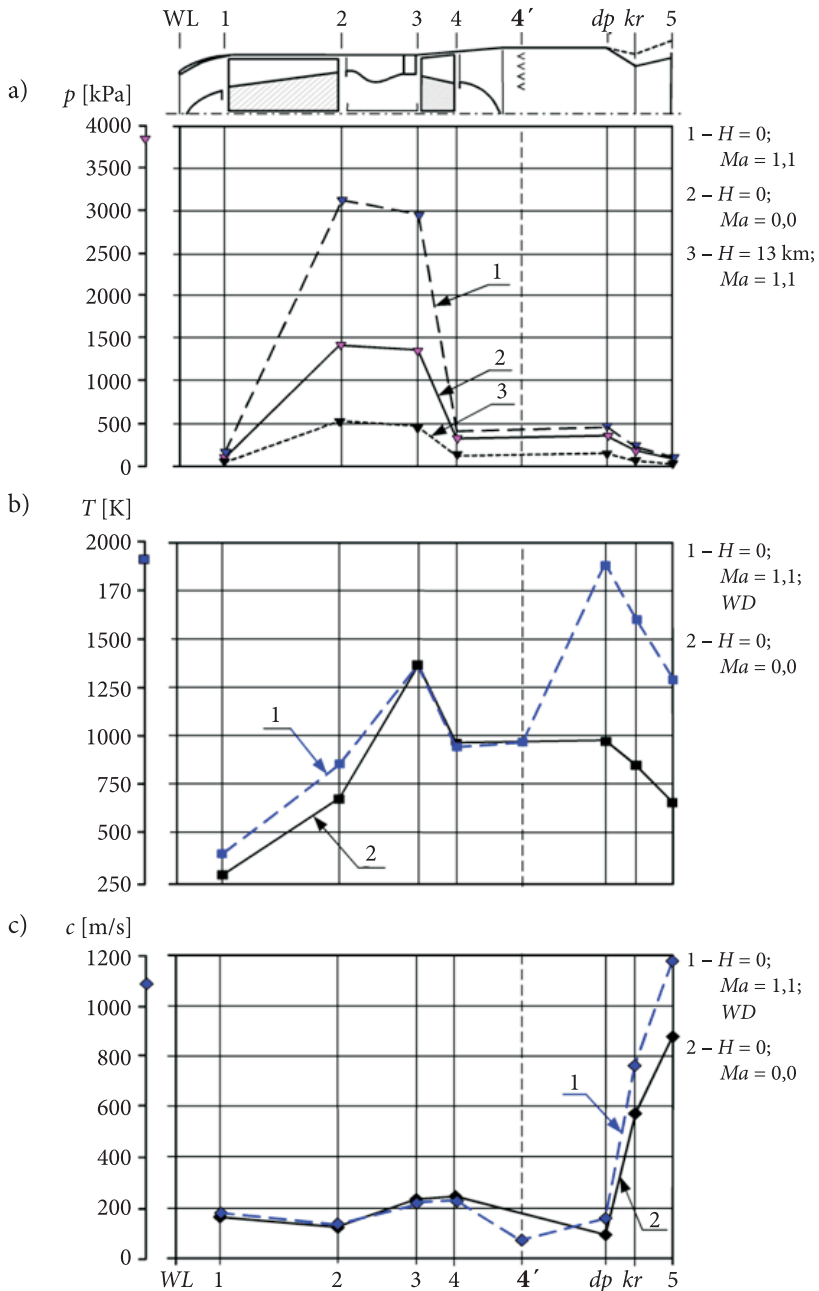 WL 1 2 3 4 4´ dp kr 5
a) p [kPa]
4000
3500
3000
2500
2000
1500
1000
500
0
1
2
3
1 – H = 0;
Ma = 1,1
2 – H = 0;
Ma = 0,0
3 – H = 13 km;
Ma = 1,1
b) T [K]
2000
170
1500
1250
1000
750
500
250
1
2
1 – H = 0;
Ma = 1,1;
WD
2 – H = 0;
Ma = 0,0
c) c [m/s]
1200
1000
800
600
400
200
0
1
2
1 – H = 0;
Ma = 1,1;
WD
2 – H = 0;
Ma = 0,0
WL 1 2 3 4 4´ dp kr 5